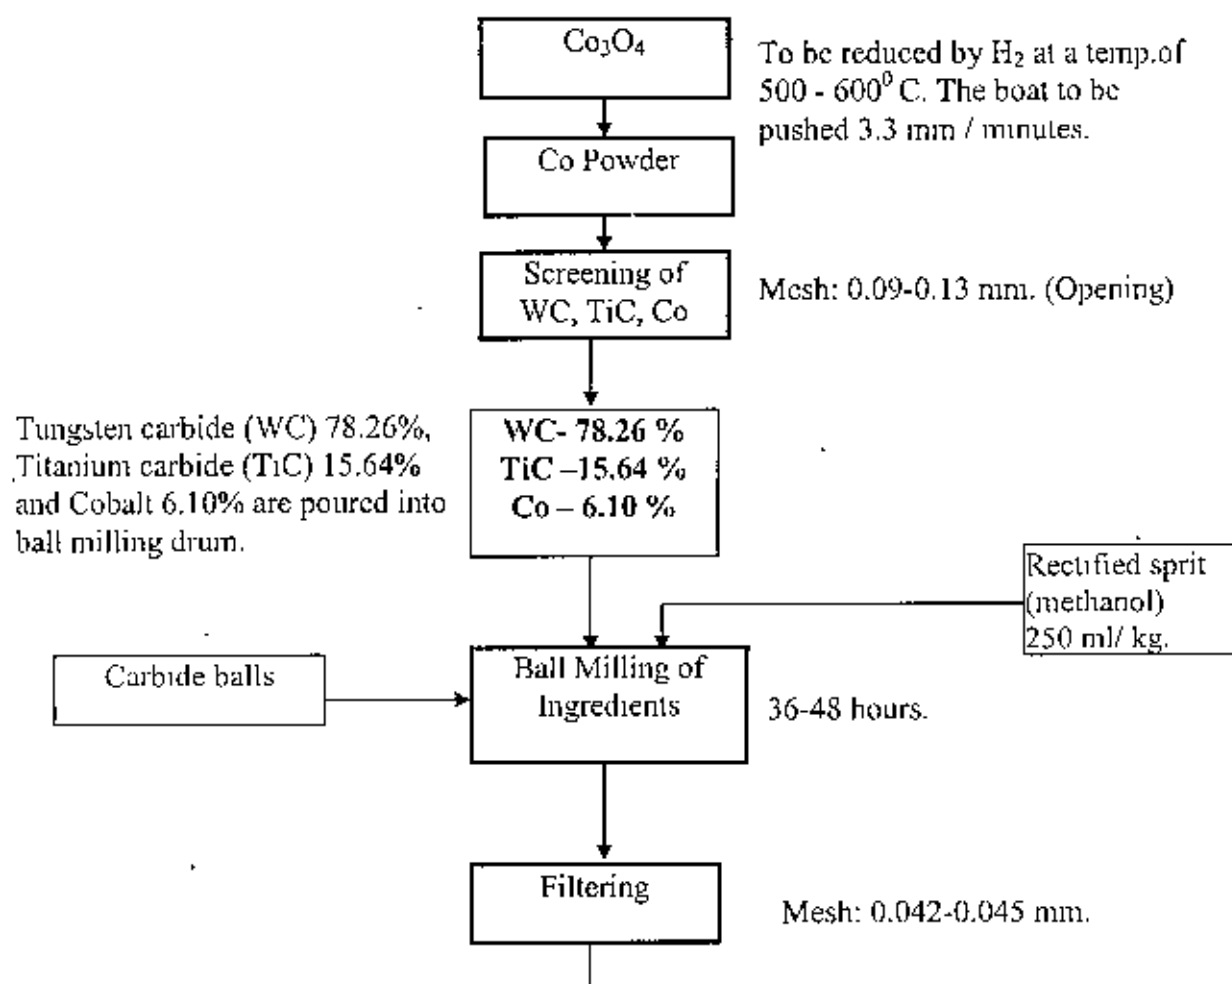 Co₃O₄
To be reduced by H₂ at a temp.of
500 - 600⁰ C. The boat to be
pushed 3.3 mm / minutes.
Co Powder
Screening of
WC, TiC, Co
Mesh: 0.09-0.13 mm. (Opening)
Tungsten carbide (WC) 78.26%,
Titanium carbide (TiC) 15.64%
and Cobalt 6.10% are poured into
ball milling drum.
WC- 78.26 %
TiC –15.64 %
Co – 6.10 %
Rectified sprit
(methanol)
250 ml/ kg.
Carbide balls
Ball Milling of
Ingredients
36-48 hours.
Filtering
Mesh: 0.042-0.045 mm.